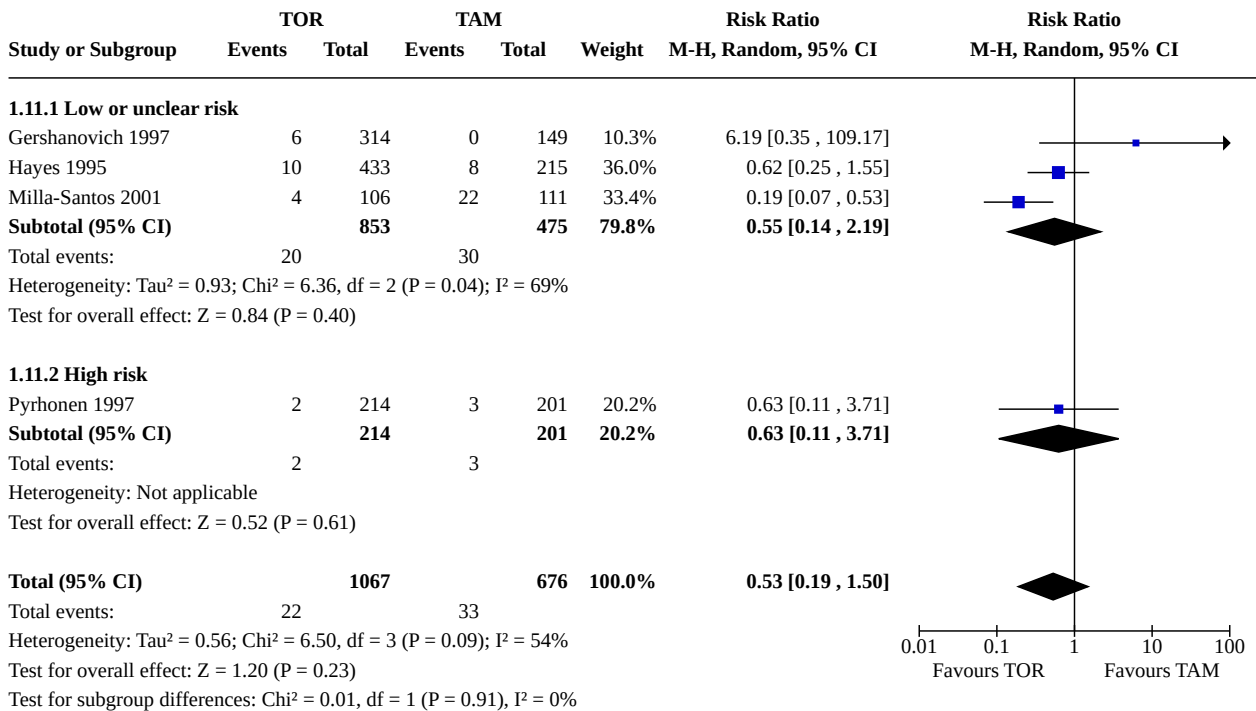 TOR TAM Risk Ratio Risk Ratio
Study or Subgroup Events Total Events Total Weight M-H, Random, 95% CI M-H, Random, 95% CI
1.11.1 Low or unclear risk
Gershanovich 1997 6 314 0 149 10.3% 6.19 [0.35 , 109.17]
Hayes 1995 10 433 8 215 36.0% 0.62 [0.25 , 1.55]
Milla-Santos 2001 4 106 22 111 33.4% 0.19 [0.07 , 0.53]
Subtotal (95% CI) 853 475 79.8% 0.55 [0.14 , 2.19]
Total events: 20 30
Heterogeneity: Tau² = 0.93; Chi² = 6.36, df = 2 (P = 0.04); I² = 69%
Test for overall effect: Z = 0.84 (P = 0.40)
1.11.2 High risk
Pyrhonen 1997 2 214 3 201 20.2% 0.63 [0.11 , 3.71]
Subtotal (95% CI) 214 201 20.2% 0.63 [0.11 , 3.71]
Total events: 2 3
Heterogeneity: Not applicable
Test for overall effect: Z = 0.52 (P = 0.61)
Total (95% CI) 1067 676 100.0% 0.53 [0.19 , 1.50]
Total events: 22 33
Heterogeneity: Tau² = 0.56; Chi² = 6.50, df = 3 (P = 0.09); I² = 54%
0.01 0.1 1 10 100
Test for overall effect: Z = 1.20 (P = 0.23)
Favours TOR Favours TAM
Test for subgroup differences: Chi² = 0.01, df = 1 (P = 0.91), I² = 0%